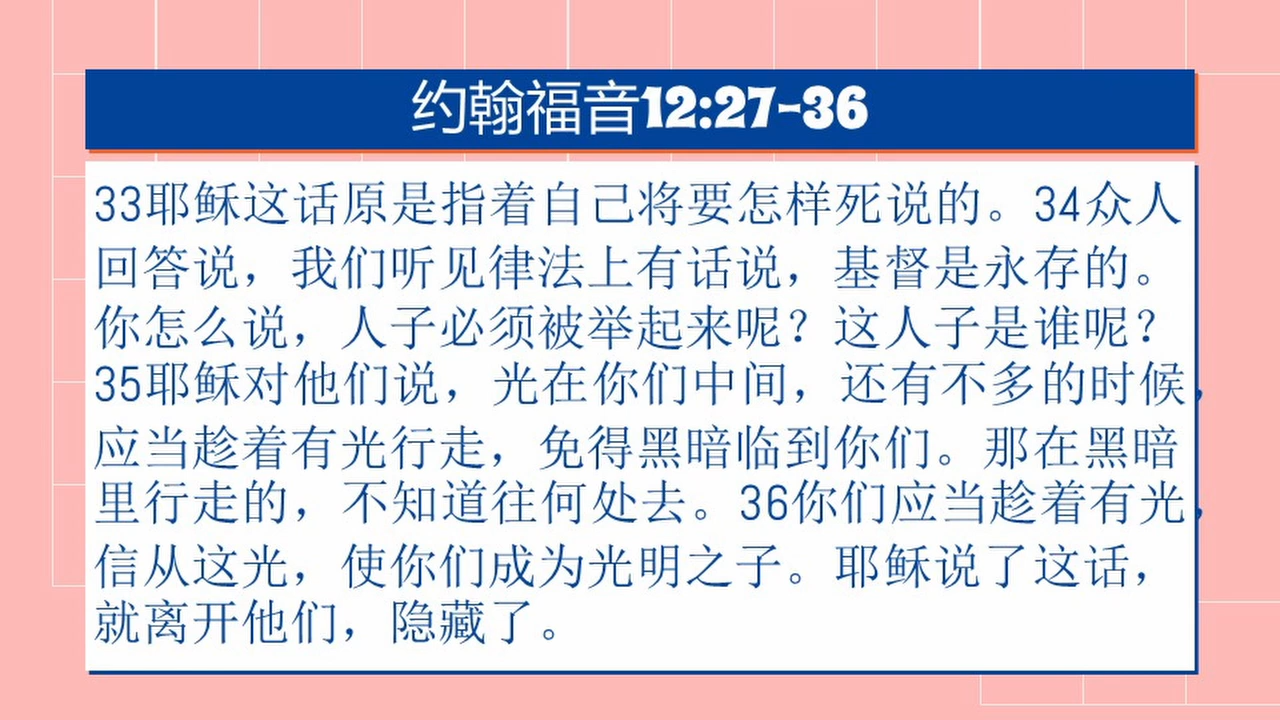 约翰福音12:27-36
33耶稣这话原是指着自己将要怎样死说的。34众人
回答说，我们听见律法上有话说，基督是永存的。
你怎么说，人子必须被举起来呢？这人子是谁呢？
35耶稣对他们说，光在你们中间，还有不多的时候，
应当趁着有光行走，免得黑暗临到你们。那在黑暗
里行走的，不知道往何处去。36你们应当趁着有光，
信从这光，使你们成为光明之子。耶稣说了这话，
就离开他们，隐藏了。